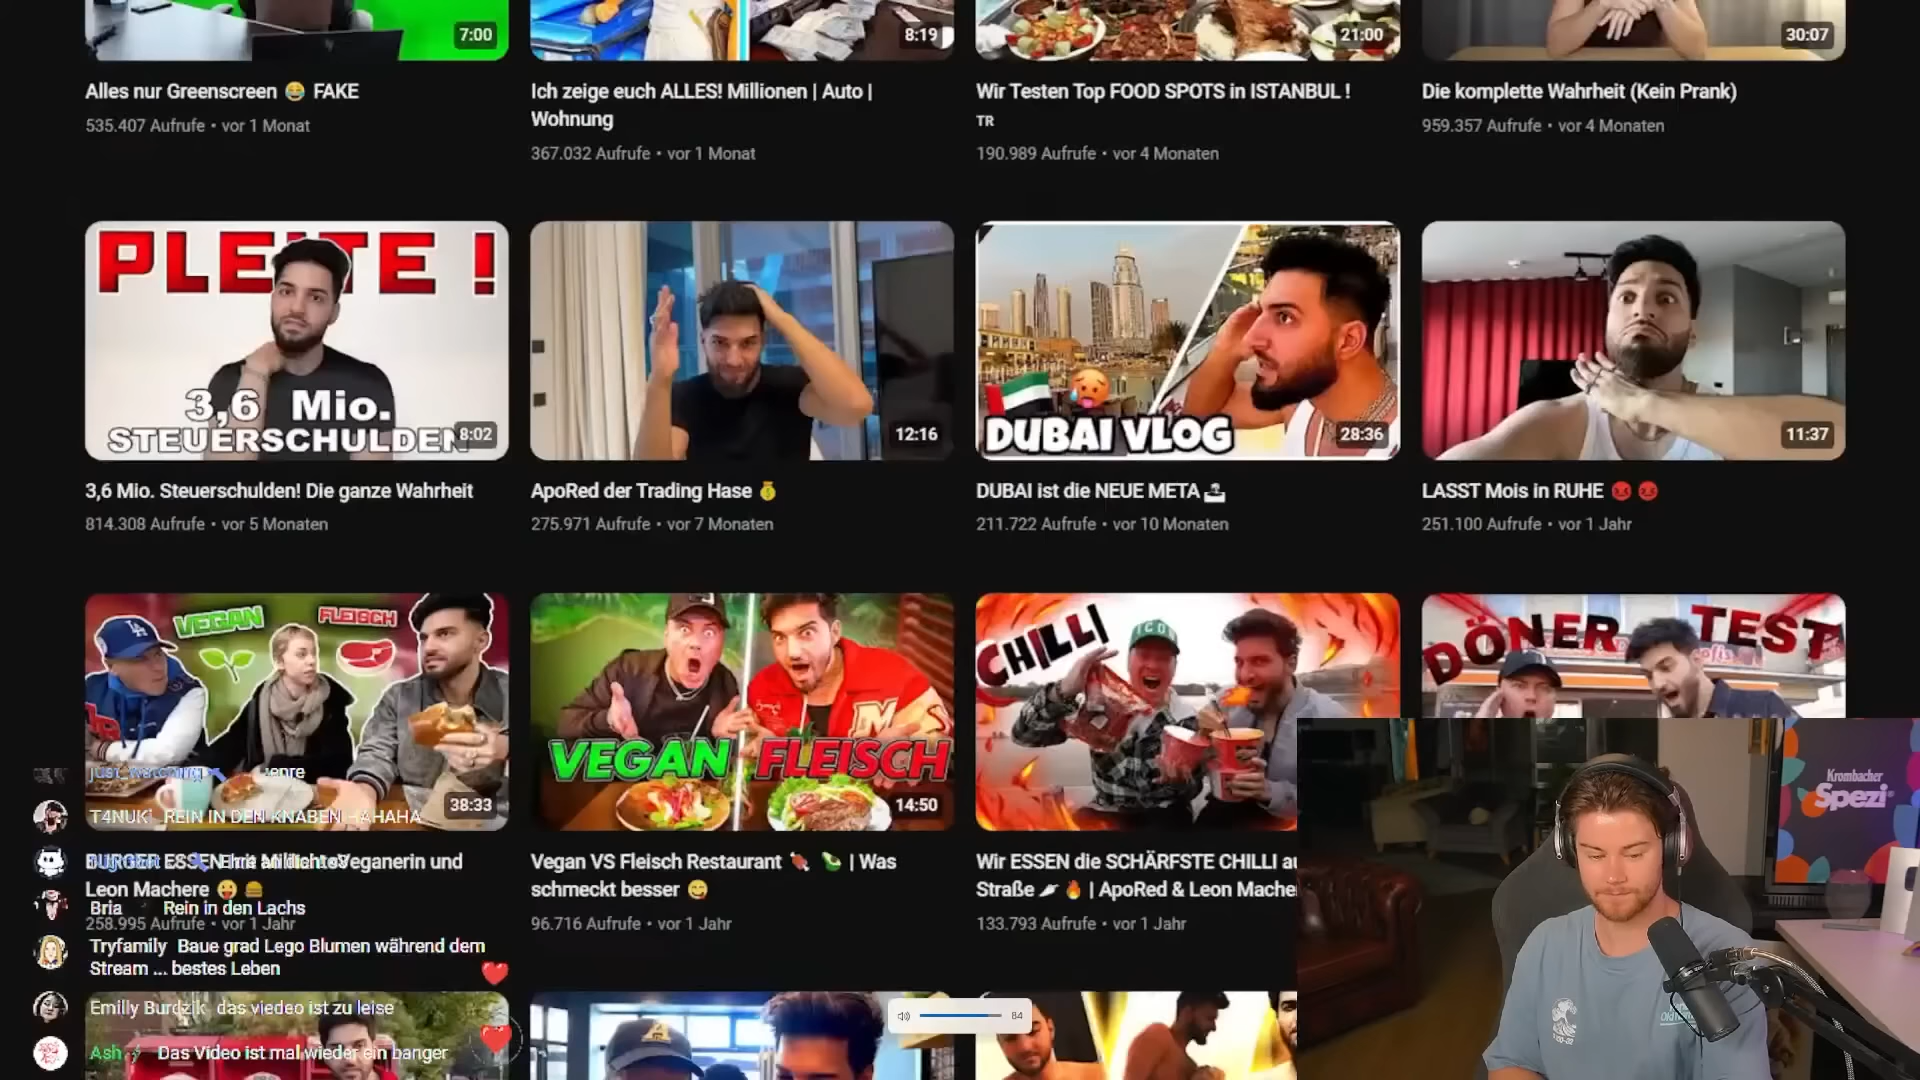 7:00
8:19
21:00
30:07
Alles nur Greenscreen 😂 FAKE
535.407 Aufrufe • vor 1 Monat
Ich zeige euch ALLES! Millionen | Auto |
Wohnung
367.032 Aufrufe • vor 1 Monat
Wir Testen Top FOOD SPOTS in ISTANBUL !
TR
190.989 Aufrufe • vor 4 Monaten
Die komplette Wahrheit (Kein Prank)
959.357 Aufrufe • vor 4 Monaten
PLEITE !
3,6 Mio.
STEUERSCHULDEN
8:02
12:16
DUBAI VLOG
28:36
11:37
3,6 Mio. Steuerschulden! Die ganze Wahrheit
814.308 Aufrufe • vor 5 Monaten
ApoRed der Trading Hase
275.971 Aufrufe • vor 7 Monaten
DUBAI ist die NEUE META
211.722 Aufrufe • vor 10 Monaten
LASST Mois in RUHE
251.100 Aufrufe • vor 1 Jahr
VEGAN
FLEISCH
38:33
VEGAN FLEISCH
14:50
CHILLI
ICON
DÖNER TEST
BURGER ESSEN mit Militanter Veganerin und
Leon Machere 😜 🍔
258.995 Aufrufe • vor 1 Jahr
Vegan VS Fleisch Restaurant 🍖 🥑 | Was
schmeckt besser 😋
96.716 Aufrufe • vor 1 Jahr
Wir ESSEN die SCHÄRFSTE CHILLI au
Straße 🌶 🔥 | ApoRed & Leon Mache
133.793 Aufrufe • vor 1 Jahr
just_watching
T4NUKI REIN IN DEN KNABEN HAHAHA
Bria Rein in den Lachs
Tryfamily Baue grad Lego Blumen während dem
Stream ... bestes Leben
Emilly Burdzik das viedeo ist zu leise
Ash Das Video ist mal wieder ein banger
84
Krombacher
Spezi